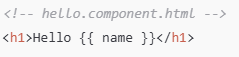 <!-- hello.component.html -->
<h1>Hello {{ name }}</h1>